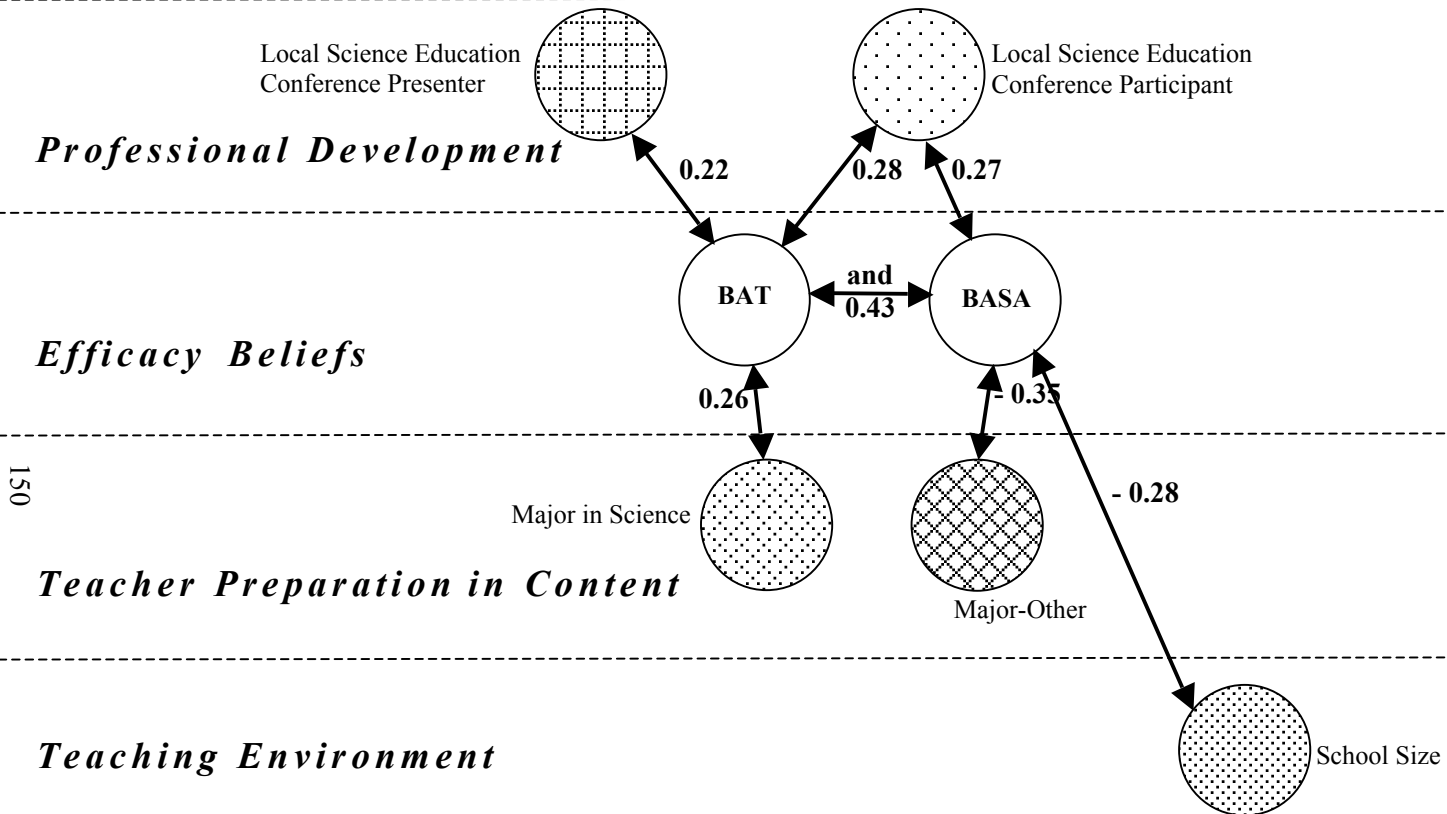 Local Science Education
Conference Presenter
Local Science Education
Conference Participant
Professional Development
0.22
0.28
0.27
BAT
and
0.43
BASA
Efficacy Beliefs
0.26
- 0.35
150
Major in Science
- 0.28
Teacher Preparation in Content
Major-Other
Teaching Environment
School Size